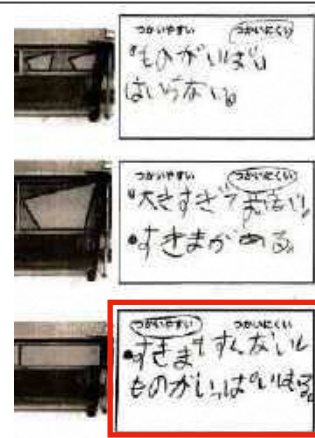 つかいやすい つかいにくい
・ものがいぱい
はいらない。
つかいやすい つかいにくい
・大きすぎて
・すきまがある。
つかいやすい つかいにくい
・すきまもすくないし
ものがいっぱいはいる。